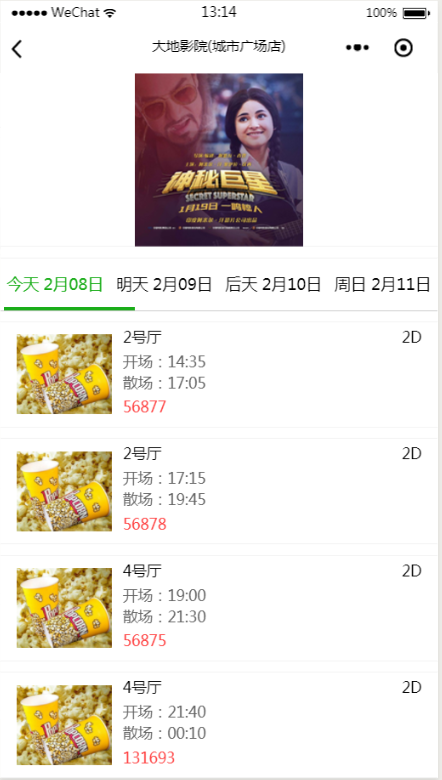 WeChat 13:14 100%
大地影院(城市广场店)
神秘巨星
SECRET SUPERSTAR
1月19日 一鸣惊人
今天 2月08日 明天 2月09日 后天 2月10日 周日 2月11日
2号厅 2D
开场：14:35
散场：17:05
56877
2号厅 2D
开场：17:15
散场：19:45
56878
4号厅 2D
开场：19:00
散场：21:30
56875
4号厅 2D
开场：21:40
散场：00:10
131693